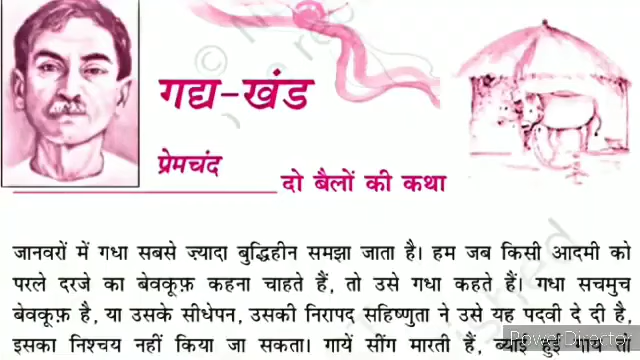 गद्य-खंड
प्रेमचंद
दो बैलों की कथा
जानवरों में गधा सबसे ज़्यादा बुद्धिहीन समझा जाता है। हम जब किसी आदमी को
परले दरजे का बेवकूफ़ कहना चाहते हैं, तो उसे गधा कहते हैं। गधा सचमुच
बेवकूफ़ है, या उसके सीधेपन, उसकी निरापद सहिष्णुता ने उसे यह पदवी दे दी है,
इसका निश्चय नहीं किया जा सकता। गायें सींग मारती हैं, ब्याई हुई गाय तो
PowerDirector